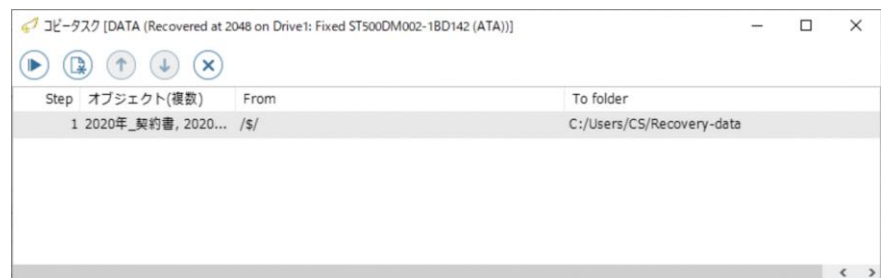 コピータスク [DATA (Recovered at 2048 on Drive1: Fixed ST500DM002-1BD142 (ATA))]
Step オブジェクト(複数) From To folder
1 2020年_契約書, 2020... /$/ C:/Users/CS/Recovery-data